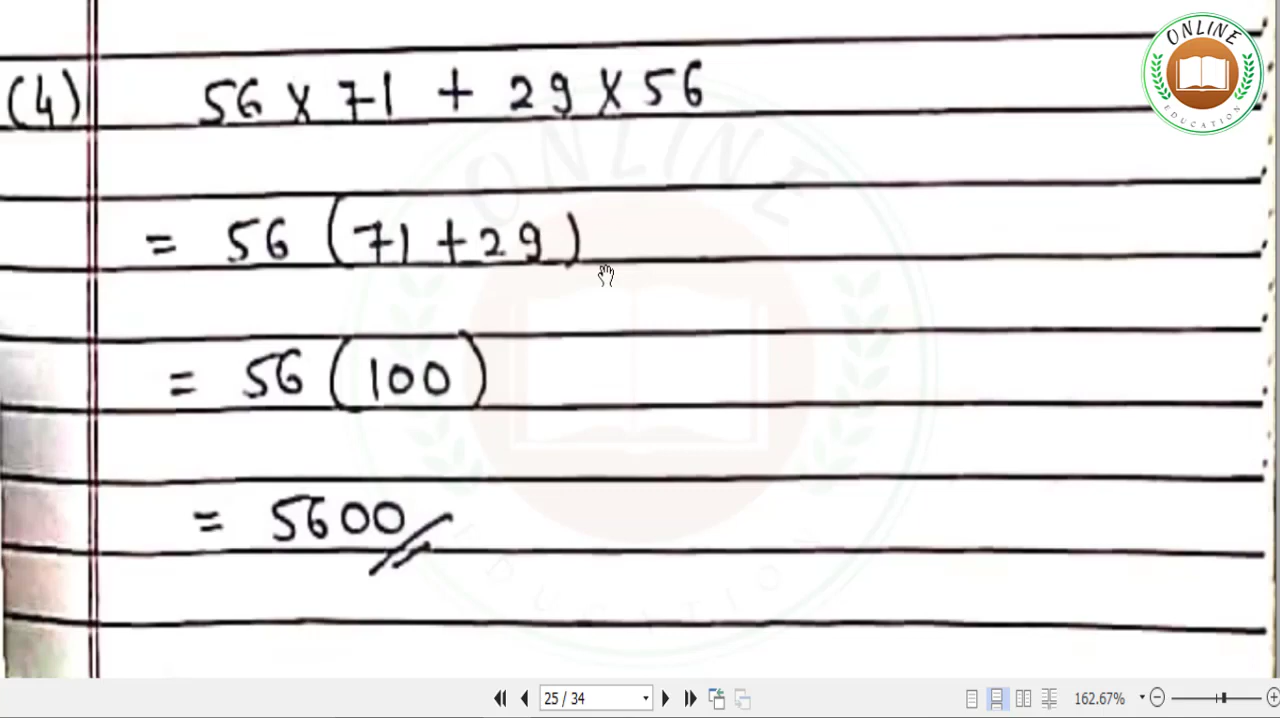 ONLINE
EDUCATION
(4) 56 × 71 + 29 × 56
= 56 (71 + 29)
= 56 (100)
= 5600
25 / 34
162.67%